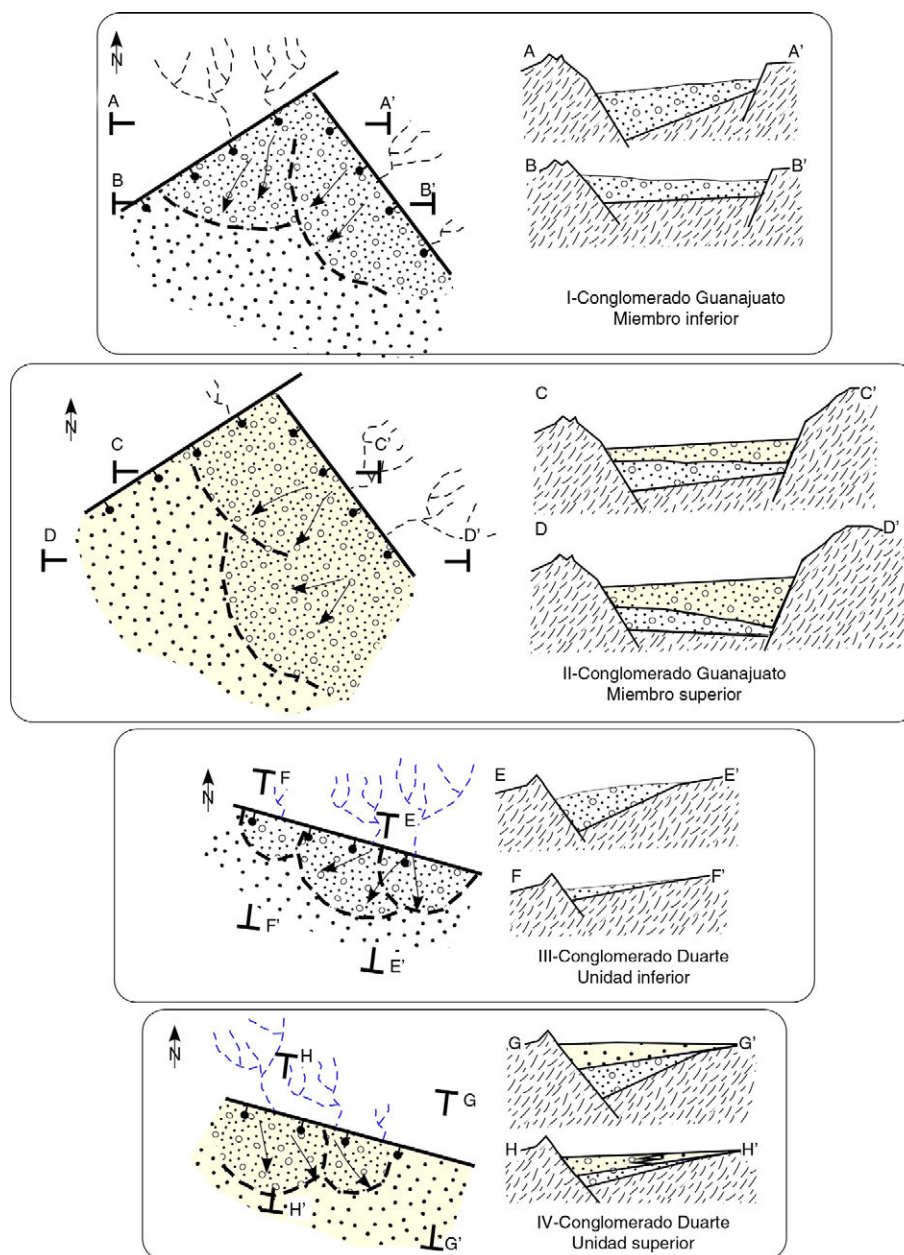 N
A
A'
B
B'
A
A'
B
B'
I-Conglomerado Guanajuato
Miembro inferior
N
C
C'
D
D'
C
C'
D
D'
II-Conglomerado Guanajuato
Miembro superior
N
F
E
F'
E'
E
E'
F
F'
III-Conglomerado Duarte
Unidad inferior
N
H
G
H'
G'
G
G'
H
H'
IV-Conglomerado Duarte
Unidad superior